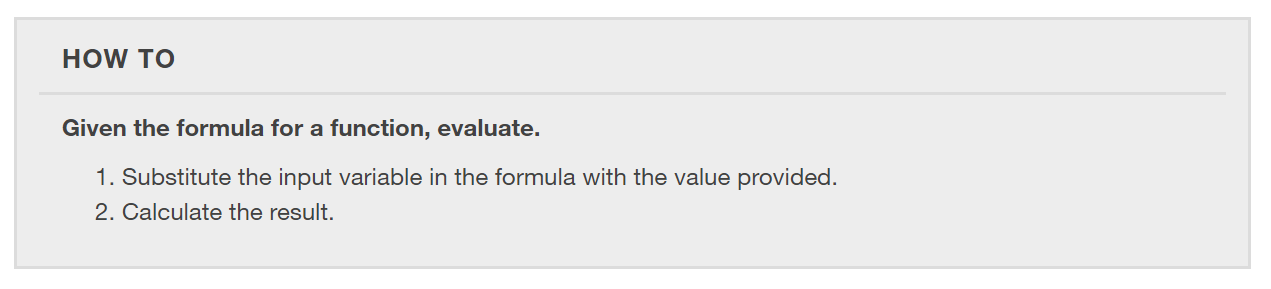 HOW TO
Given the formula for a function, evaluate.
1. Substitute the input variable in the formula with the value provided.
2. Calculate the result.